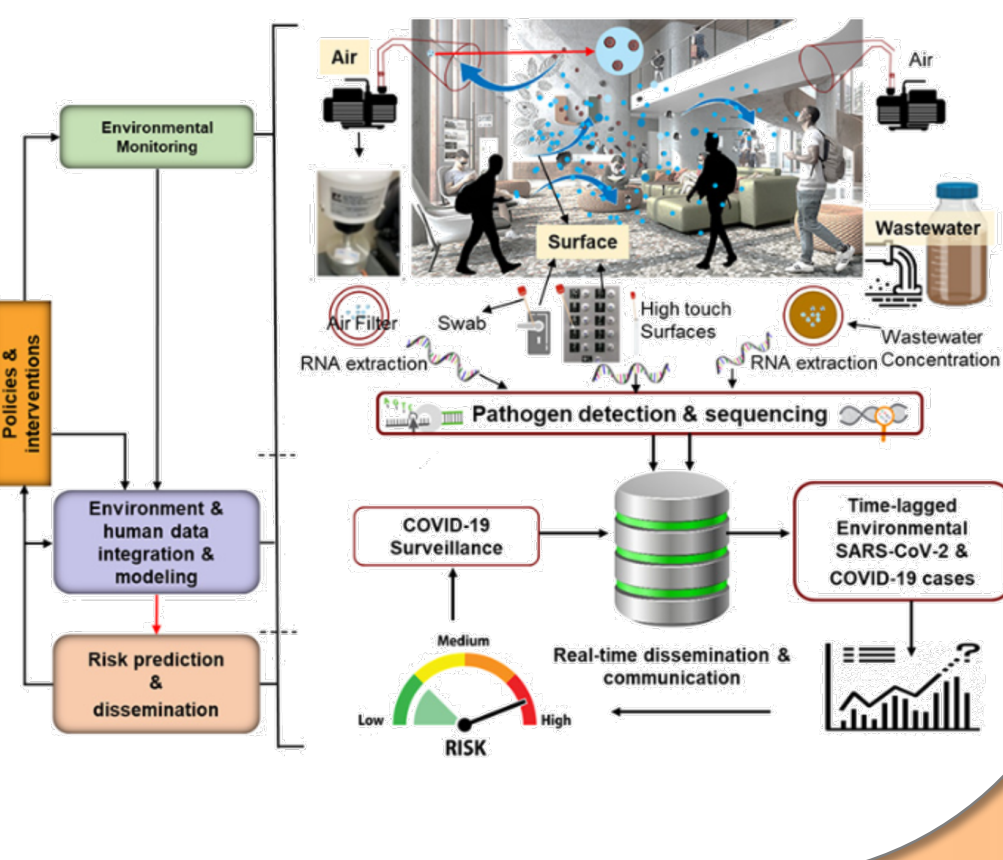 Environmental
Monitoring
Policies &
interventions
Environment &
human data
integration &
modeling
Risk prediction
&
dissemination
Air
Air
Surface
Wastewater
Air Filter
RNA extraction
Swab
High touch
Surfaces
RNA extraction
Wastewater
Concentration
Pathogen detection & sequencing
COVID-19
Surveillance
Time-lagged
Environmental
SARS-CoV-2 &
COVID-19 cases
Medium
Low
High
RISK
Real-time dissemination &
communication
?